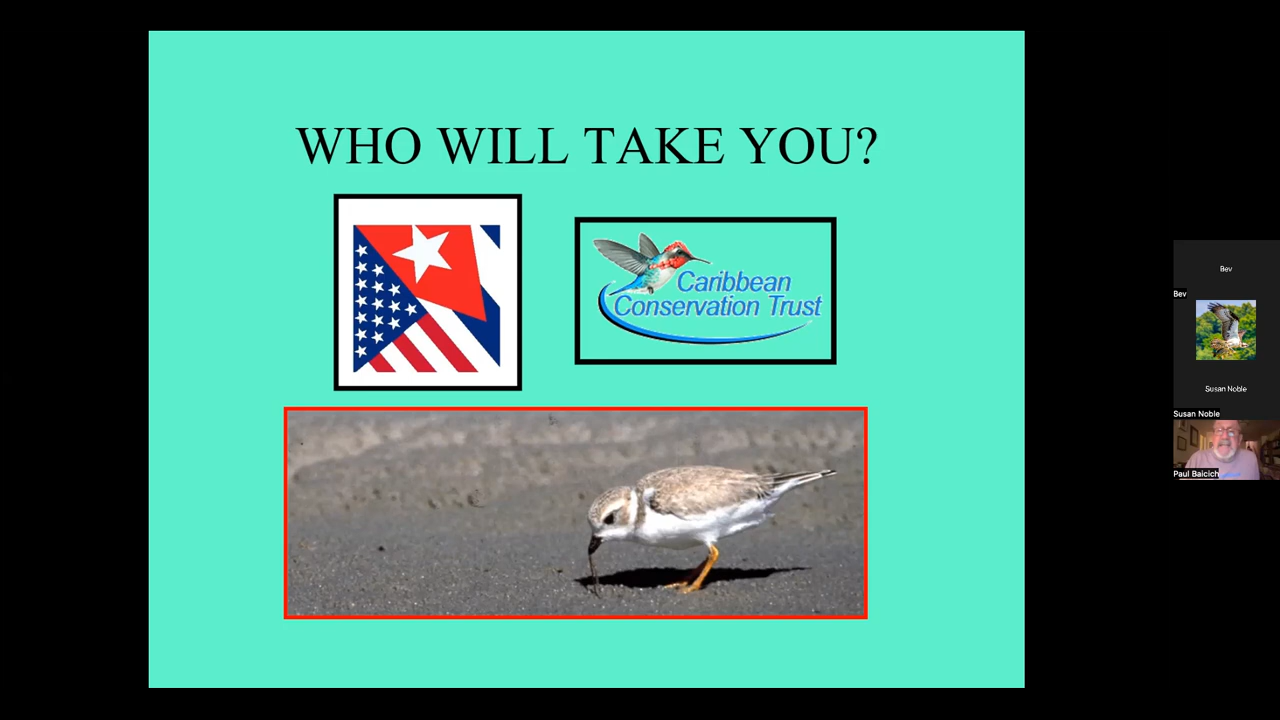 WHO WILL TAKE YOU?
Caribbean
Conservation Trust
Bev
Bev
Susan Noble
Susan Noble
Paul Baicich